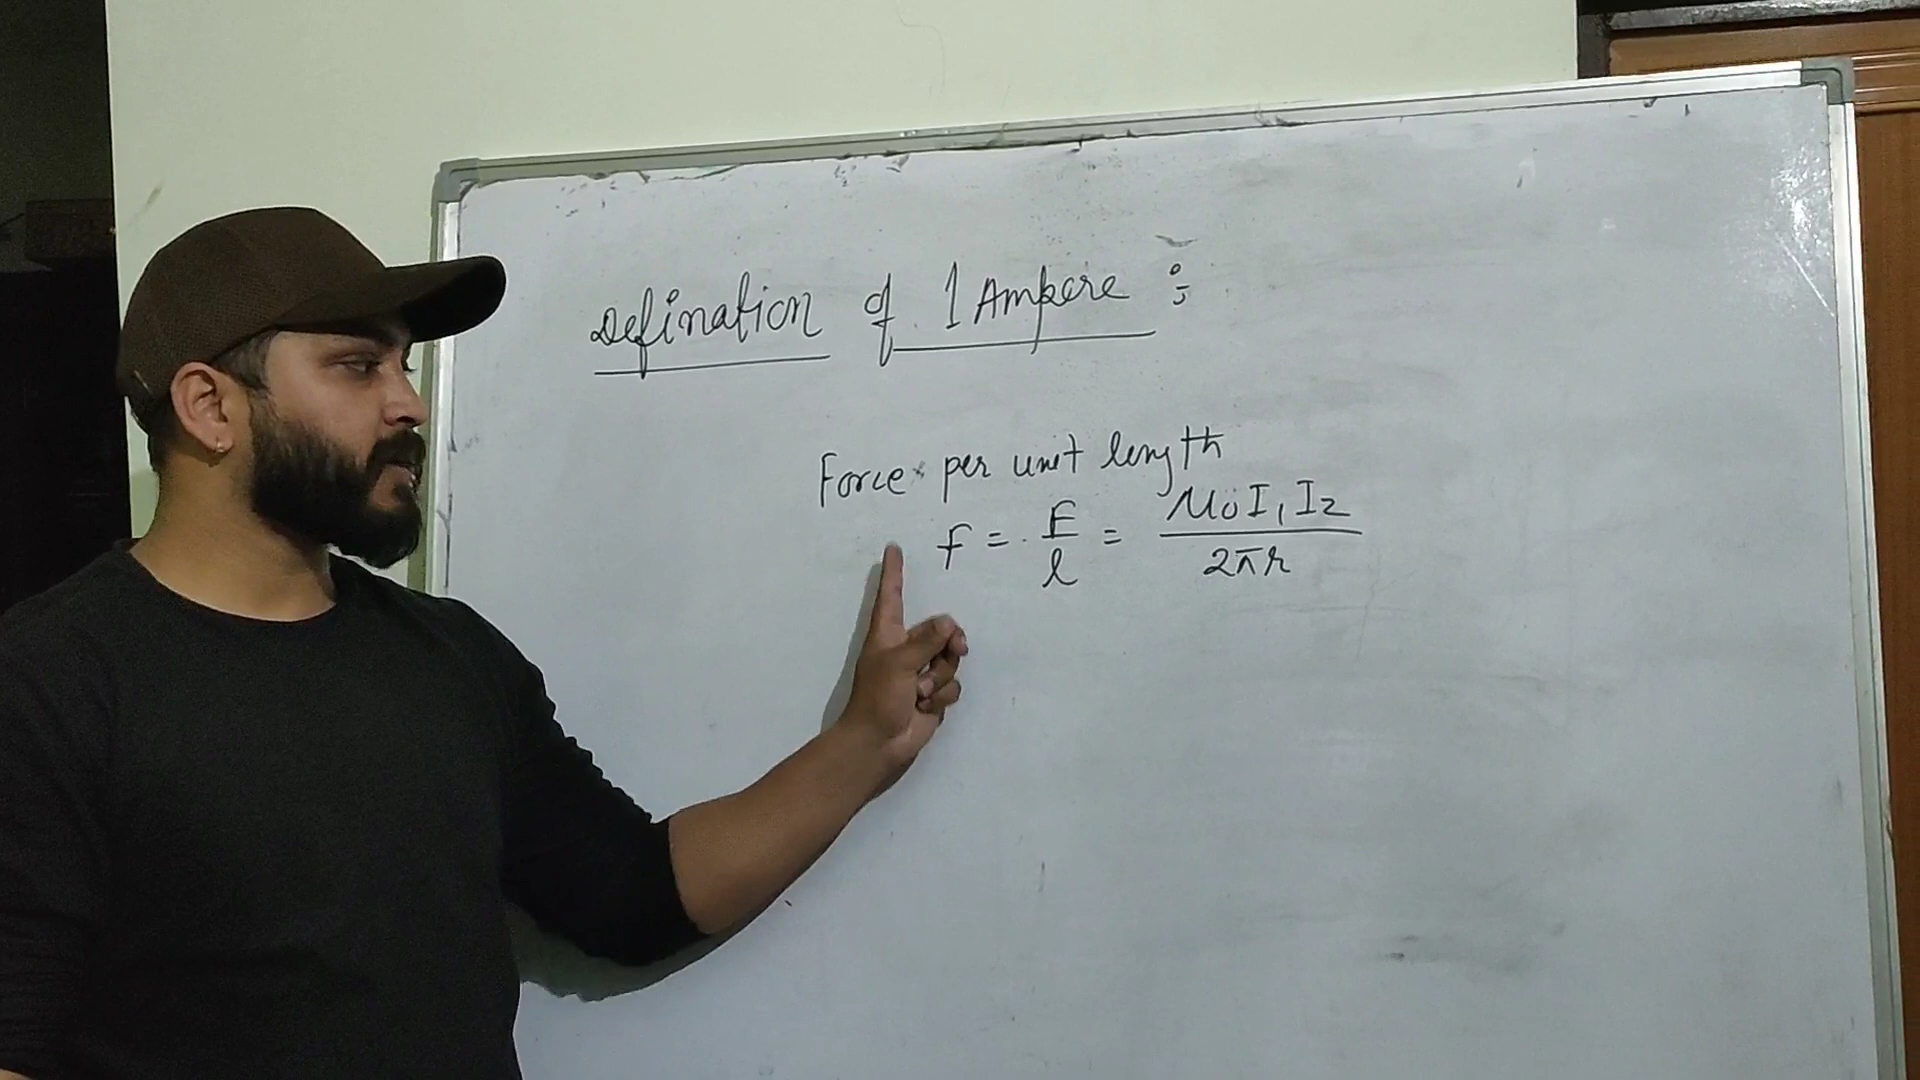 Defination of 1 Ampere :
Force per unit length
f = F/l = μ₀I₁I₂/2πr